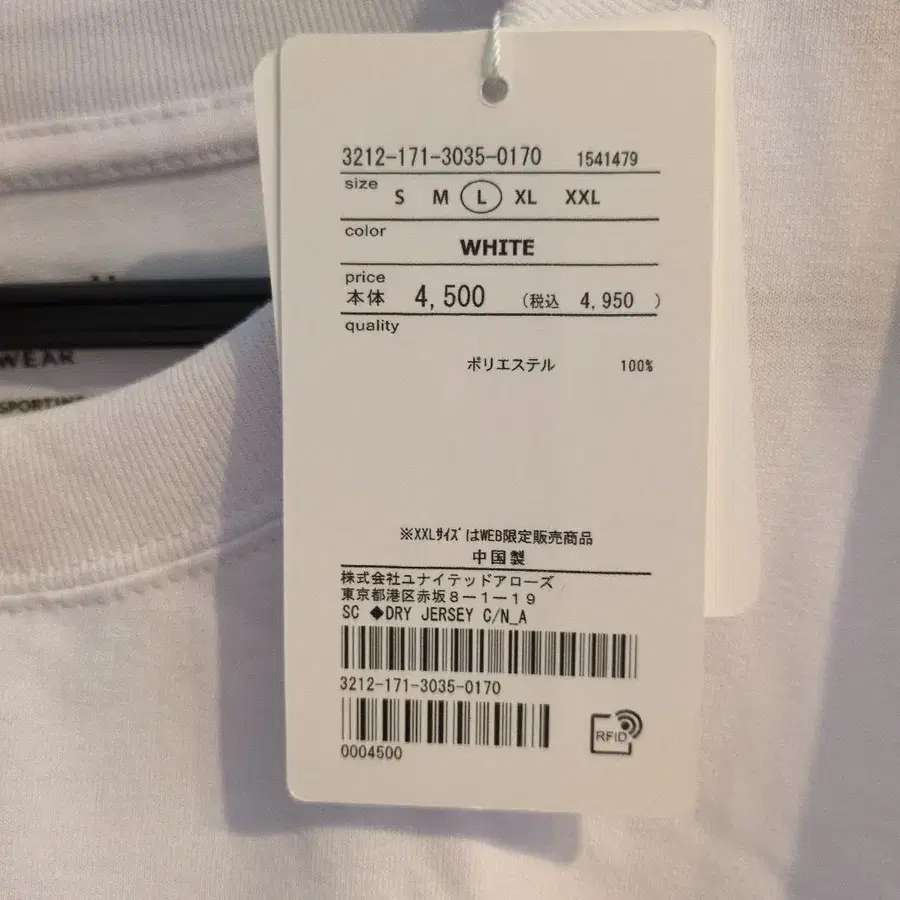 3212-171-3035-0170 1541479
size
S M L XL XXL
color
WHITE
price
本体 4,500 (税込 4,950 )
quality
ポリエステル 100%
※XXLｻｲｽﾞはWEB限定販売商品
中国製
株式会社ユナイテッドアローズ
東京都港区赤坂８－１－１９
SC ◆DRY JERSEY C/N_A
3212-171-3035-0170
0004500
RFID
WEAR